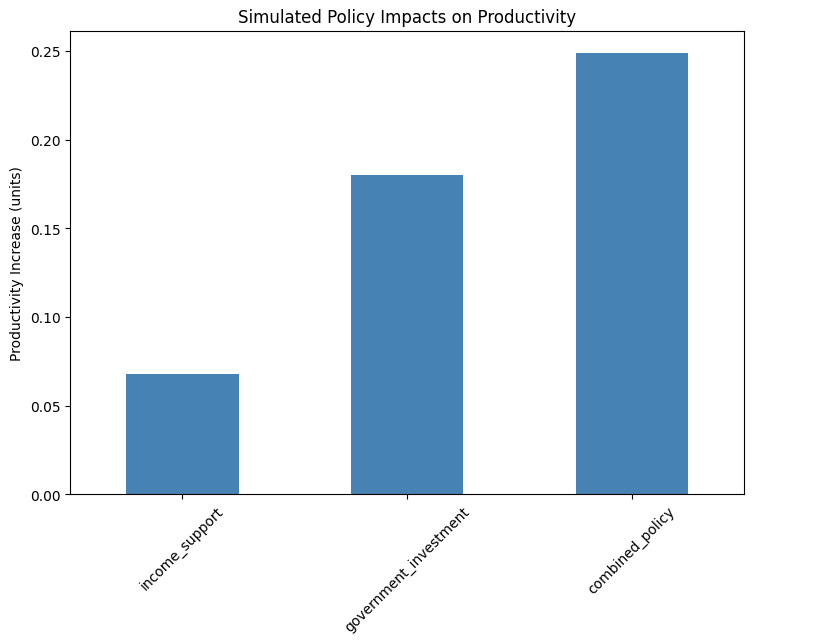 Simulated Policy Impacts on Productivity
Productivity Increase (units)
0.25
0.20
0.15
0.10
0.05
0.00
income_support
government_investment
combined_policy